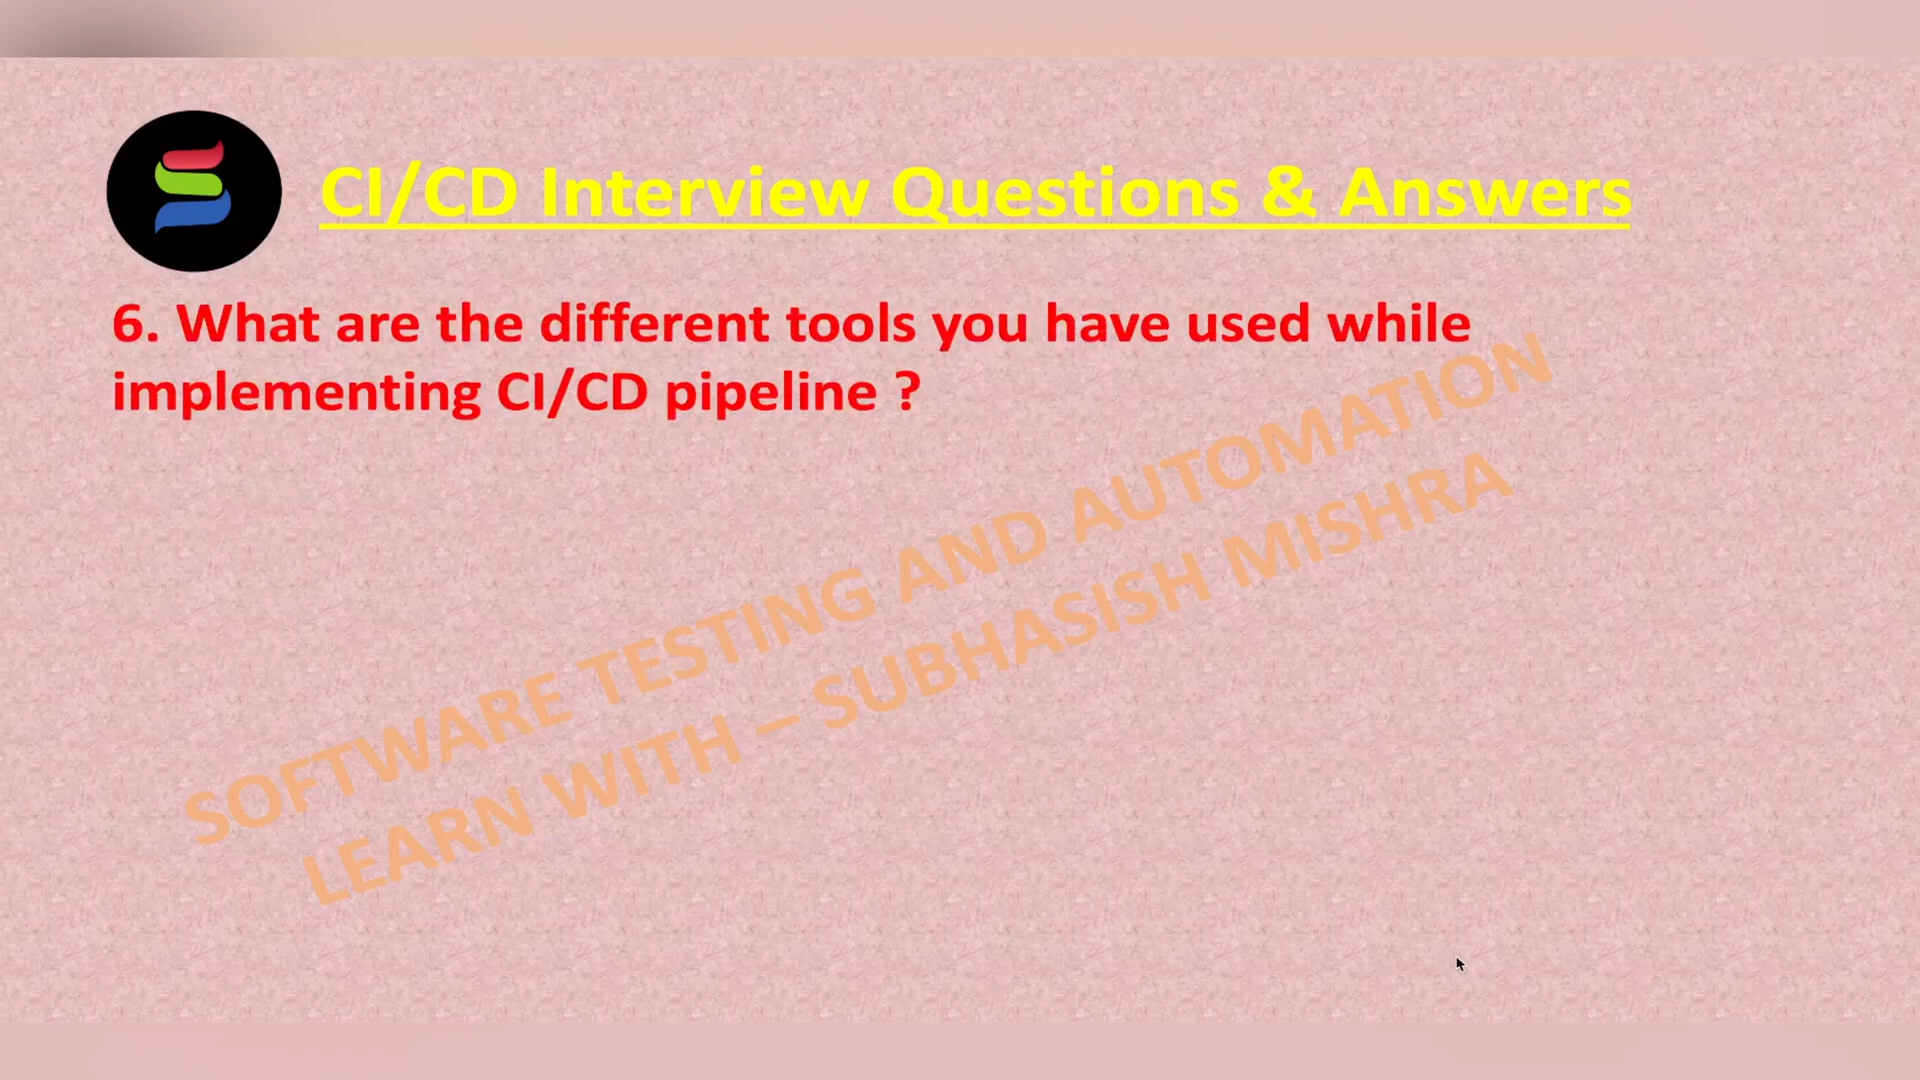 CI/CD Interview Questions & Answers
6. What are the different tools you have used while
implementing CI/CD pipeline ?
SOFTWARE TESTING AND AUTOMATION
LEARN WITH – SUBHASISH MISHRA